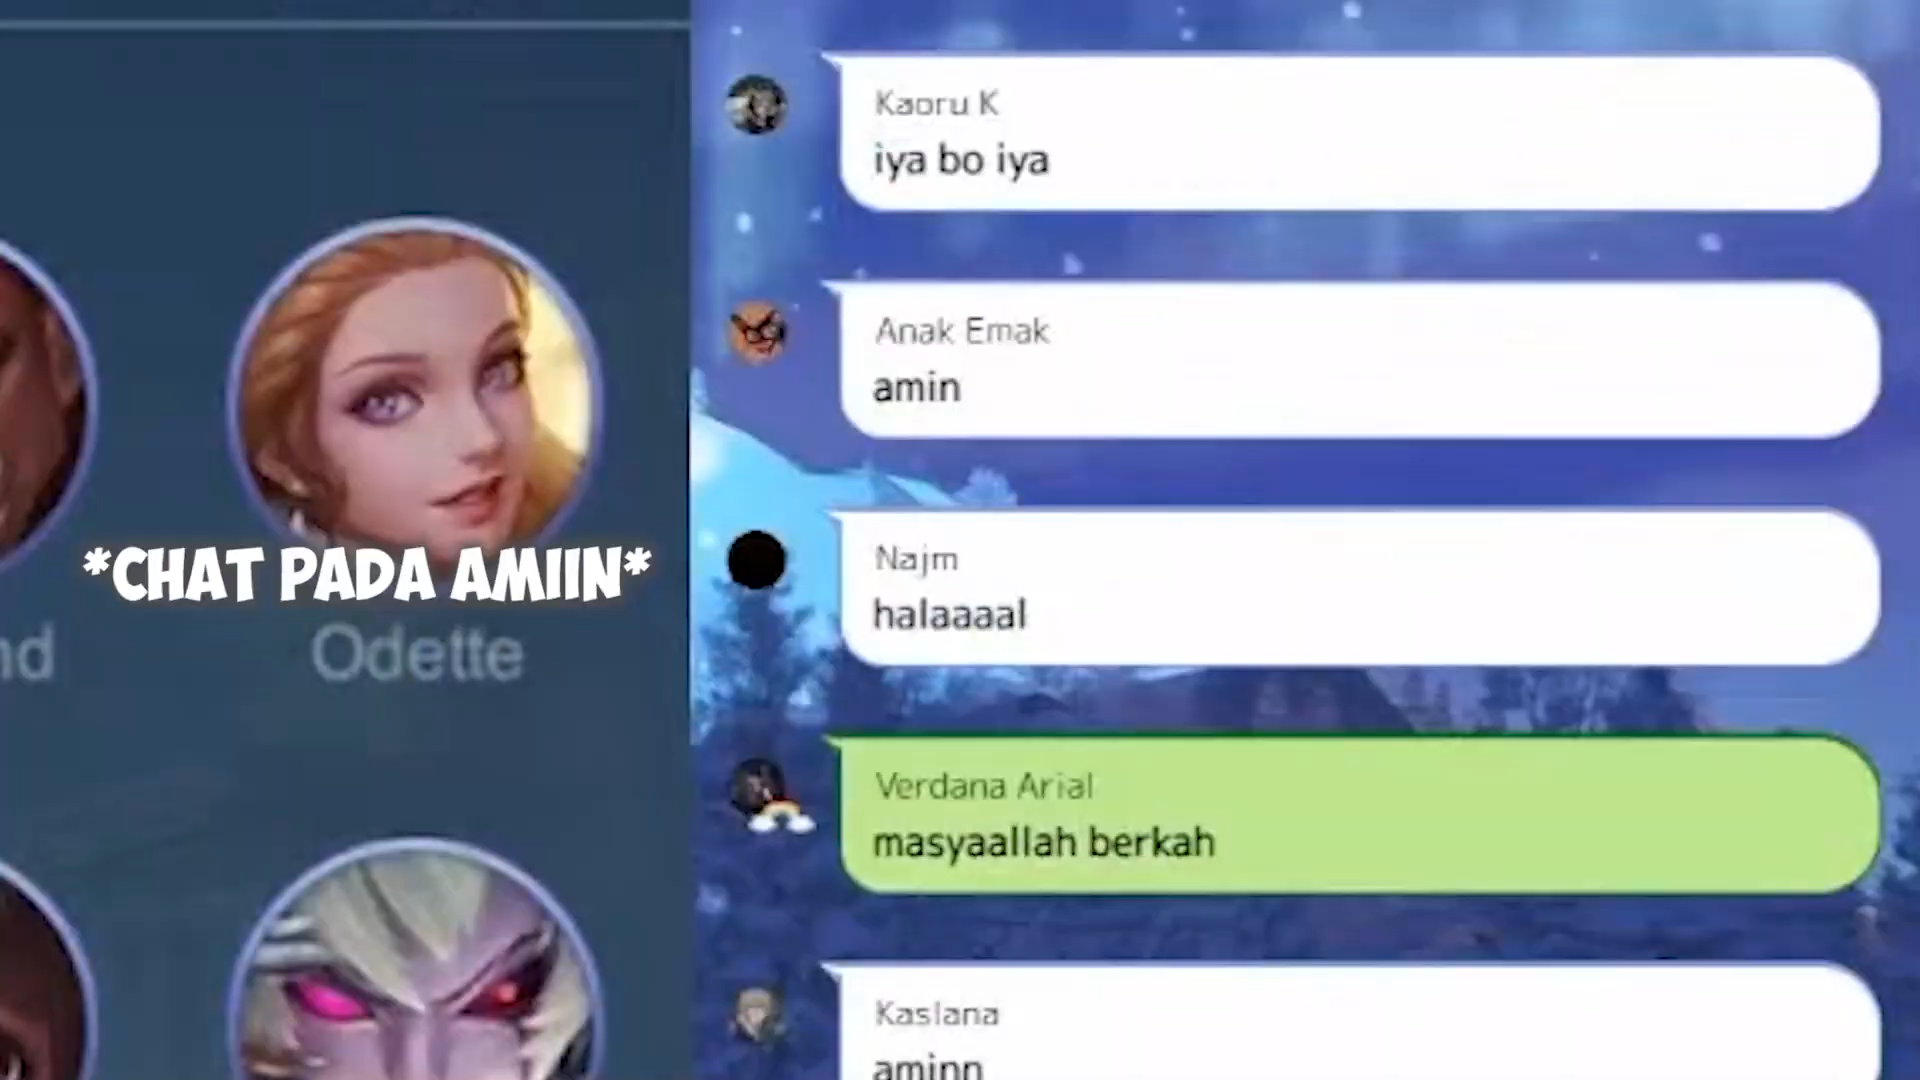 *CHAT PADA AMIIN*
nd
Odette
Kaoru K
iya bo iya
Anak Emak
amin
Najm
halaaaal
Verdana Arial
masyaallah berkah
Kaslana
aminn